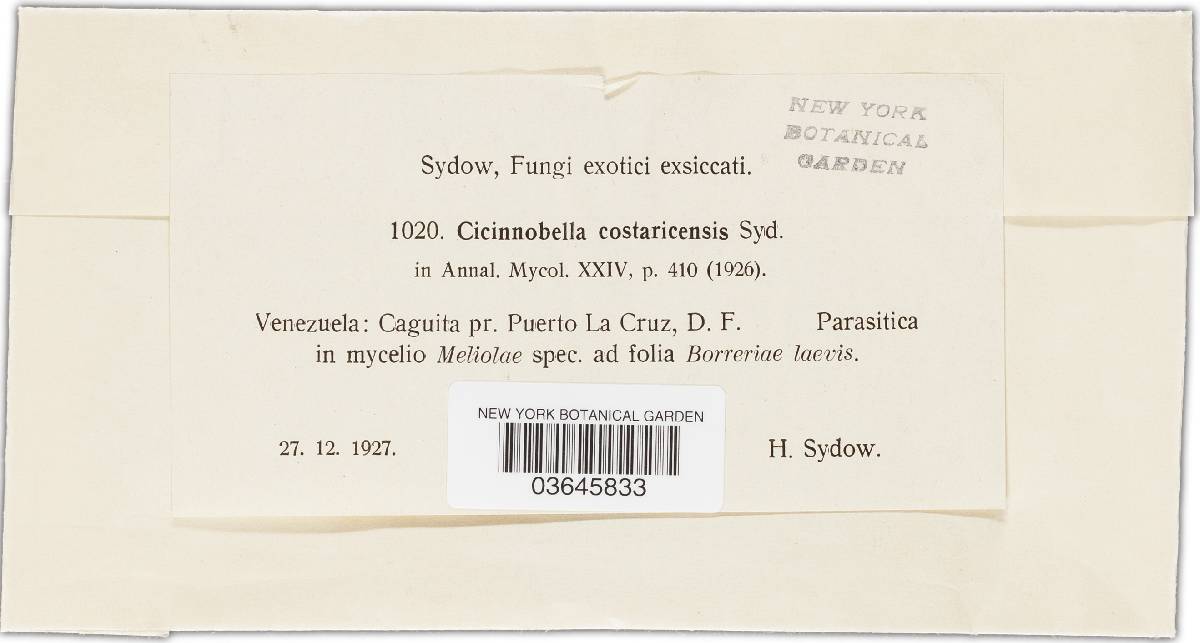 NEW YORK
BOTANICAL
GARDEN
Sydow, Fungi exotici exsiccati.
1020. Cicinnobella costaricensis Syd.
in Annal. Mycol. XXIV, p. 410 (1926).
Venezuela: Caguita pr. Puerto La Cruz, D. F. Parasitica
in mycelio Meliolae spec. ad folia Borreriae laevis.
NEW YORK BOTANICAL GARDEN
03645833
27. 12. 1927. H. Sydow.